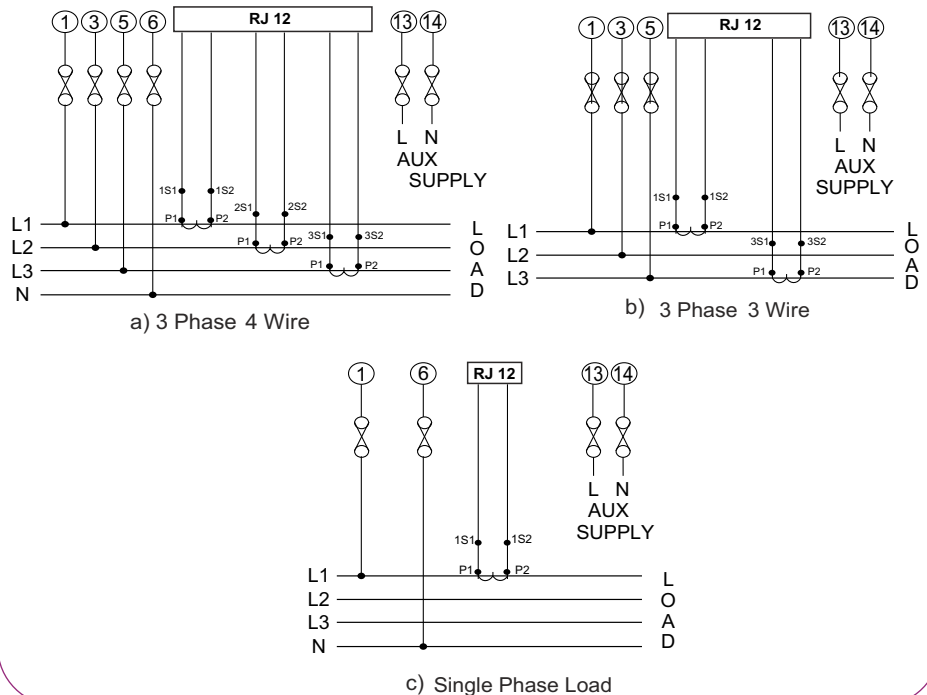 1 3 5 6 RJ 12 13 14
L N
AUX
SUPPLY
1S1 1S2
2S1 2S2
3S1 3S2
L1 P1 P2 L
L2 P1 P2 O
L3 P1 P2 A
N D
a) 3 Phase 4 Wire
1 3 5 RJ 12 13 14
L N
AUX
SUPPLY
1S1 1S2
L1 P1 P2 L
3S1 3S2 O
L2 A
L3 P1 P2 D
b) 3 Phase 3 Wire
1 6 RJ 12 13 14
L N
AUX
SUPPLY
1S1 1S2
L1 P1 P2 L
L2 O
L3 A
N D
c) Single Phase Load